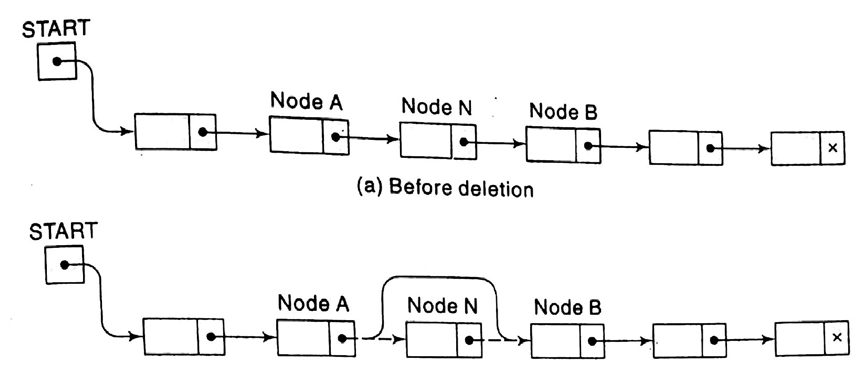 START
Node A
Node N
Node B
×
(a) Before deletion
START
Node A
Node N
Node B
×